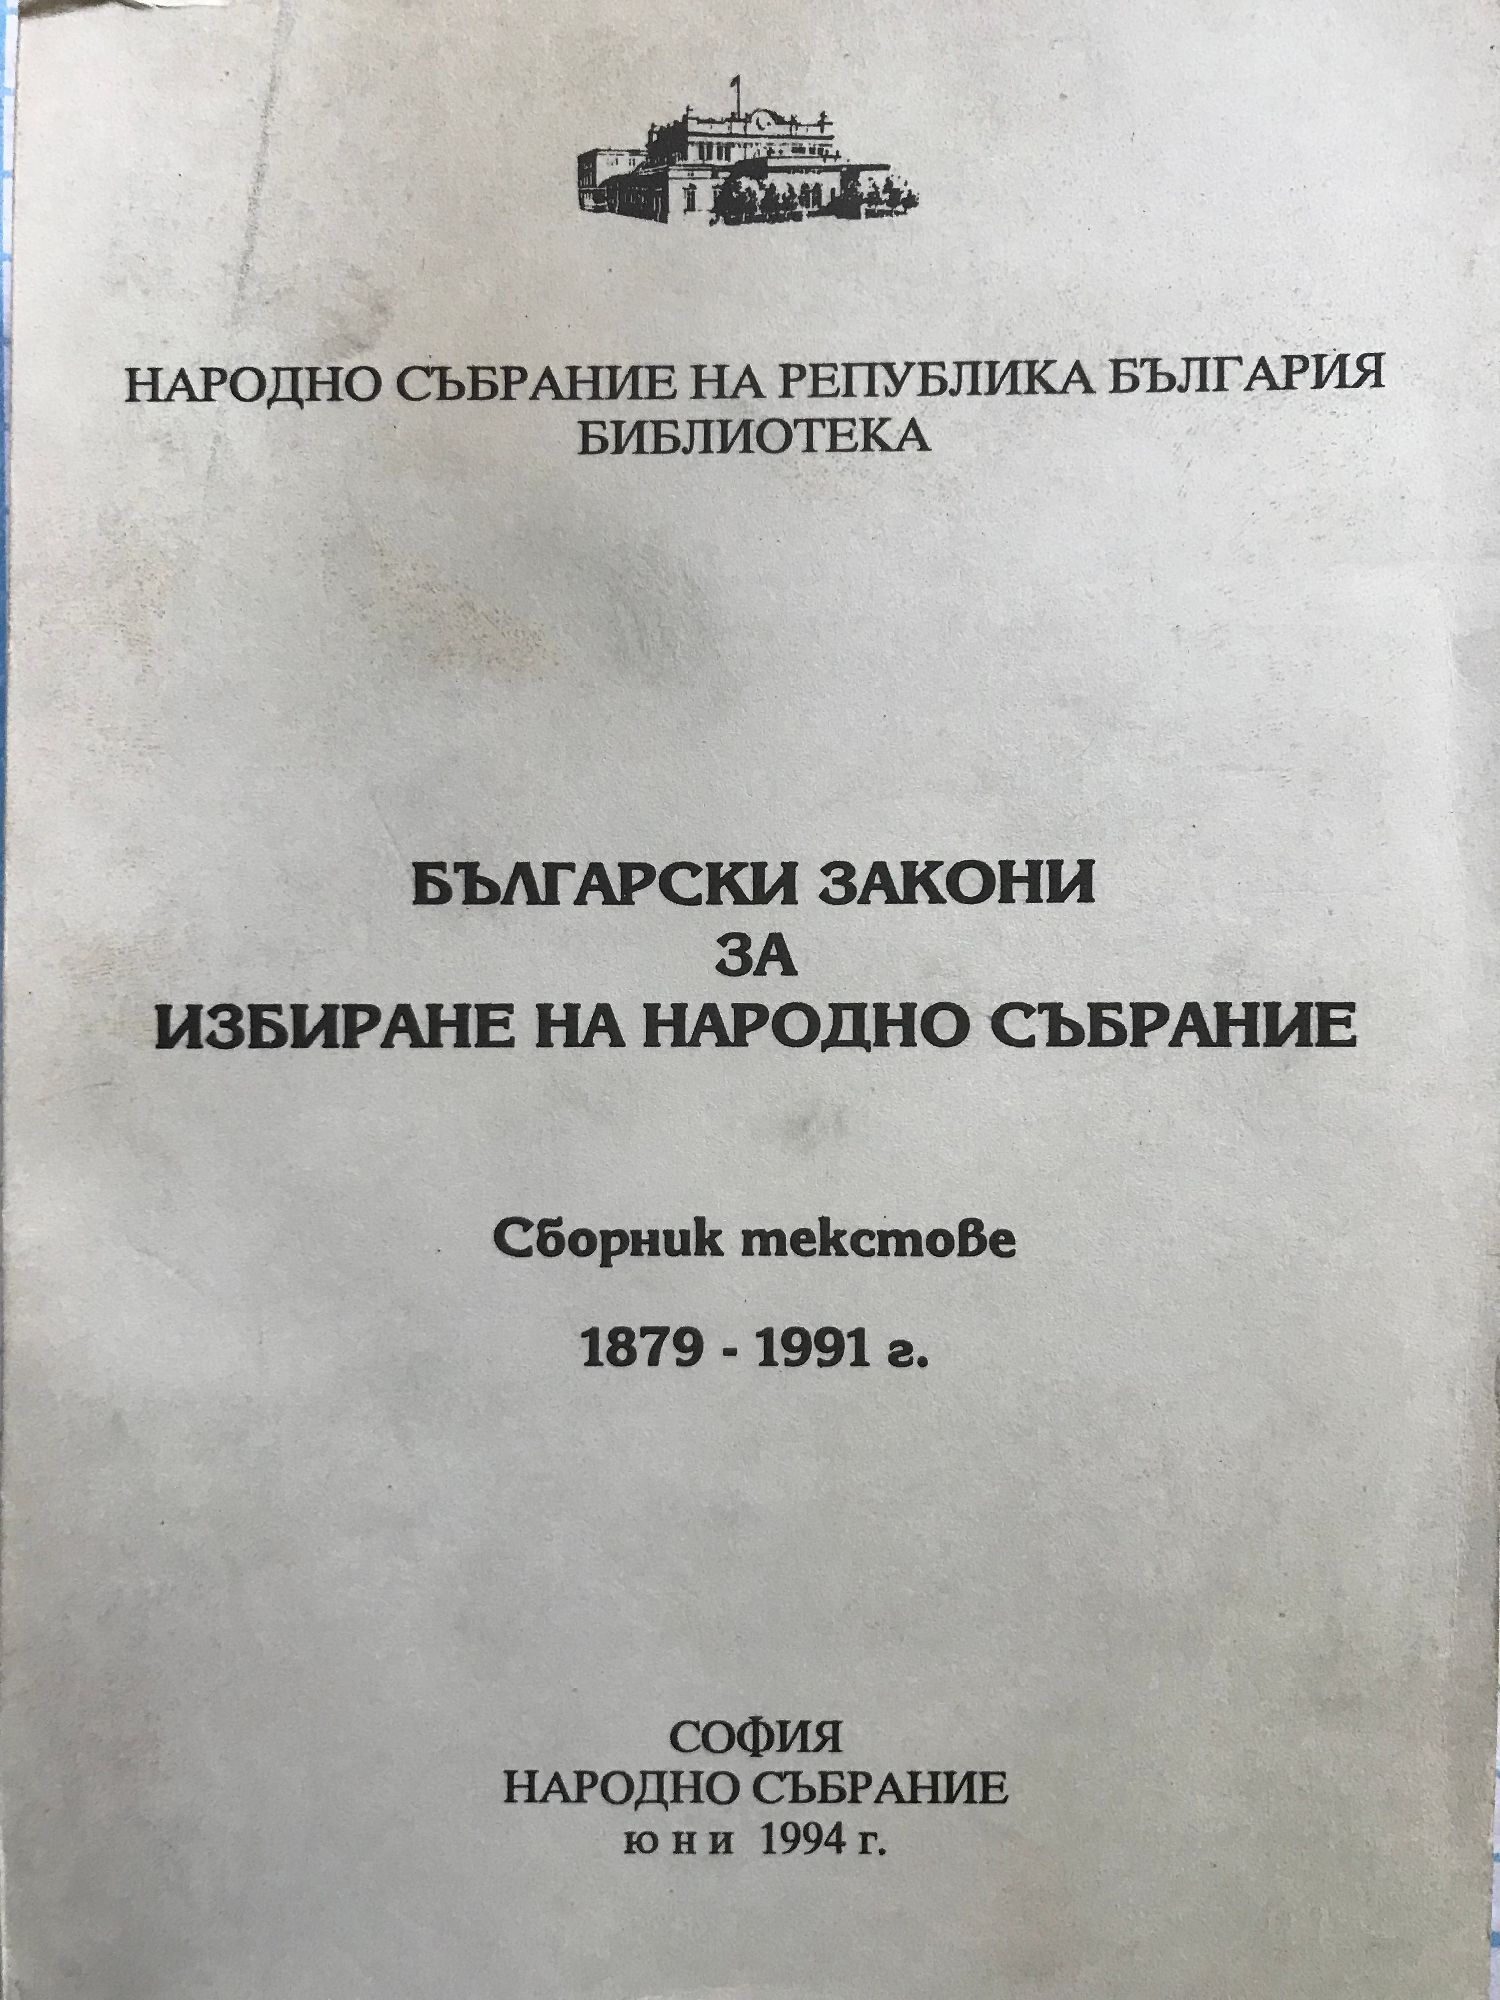 НАРОДНО СЪБРАНИЕ НА РЕПУБЛИКА БЪЛГАРИЯ
БИБЛИОТЕКА
БЪЛГАРСКИ ЗАКОНИ
ЗА
ИЗБИРАНЕ НА НАРОДНО СЪБРАНИЕ
Сборник текстове
1879 - 1991 г.
СОФИЯ
НАРОДНО СЪБРАНИЕ
ю н и 1994 г.